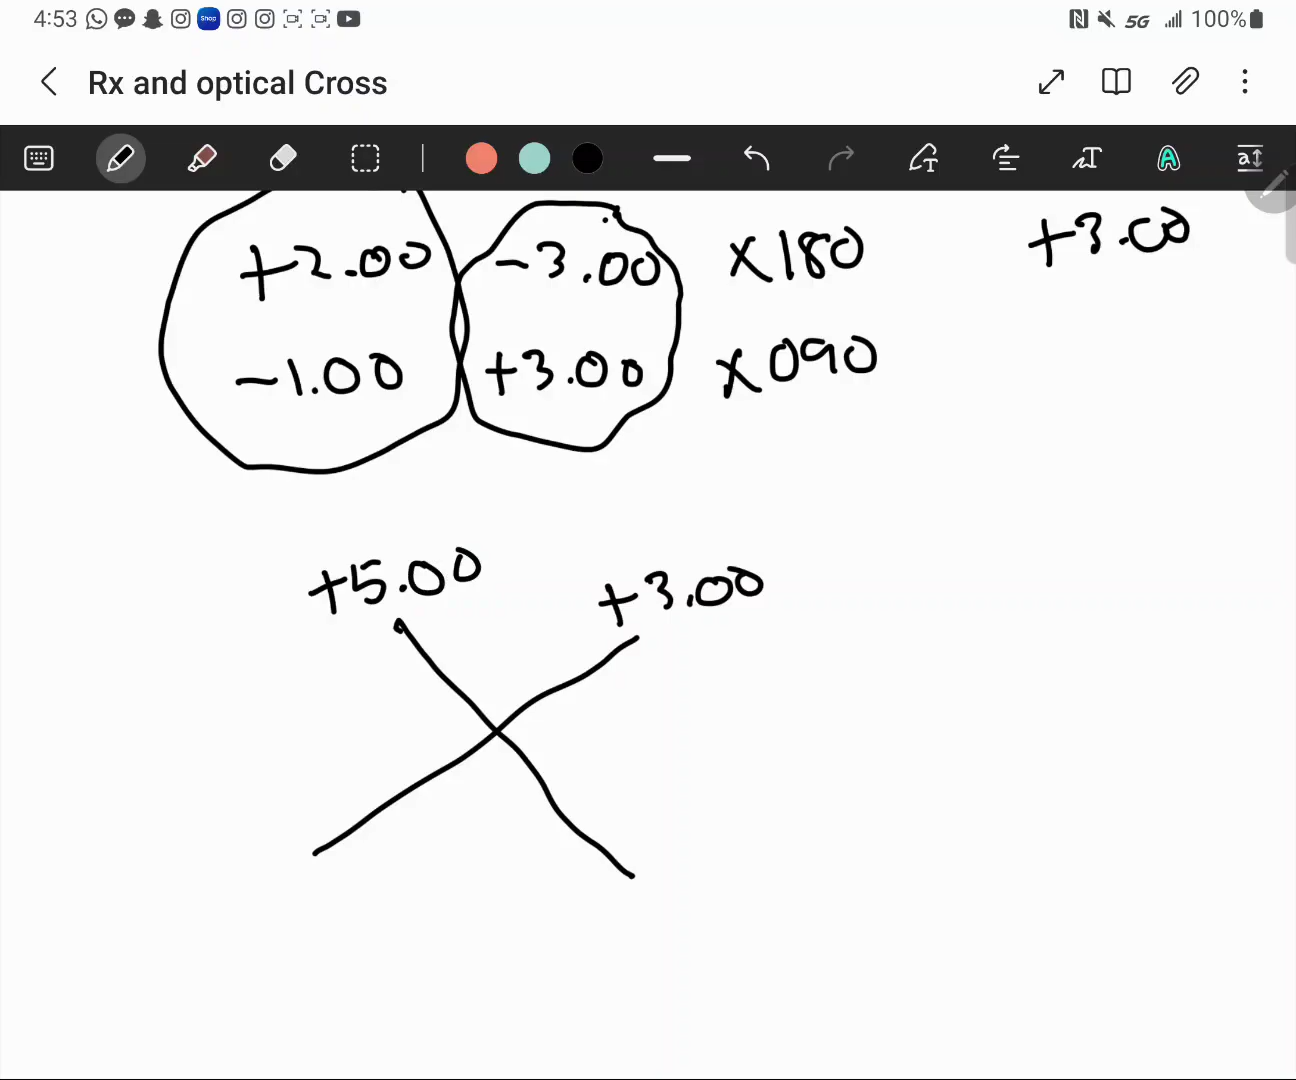 4:53 Shop 5G 100%
Rx and optical Cross
+2.00 -3.00 x180 +3.00
-1.00 +3.00 x090
+5.00 +3.00